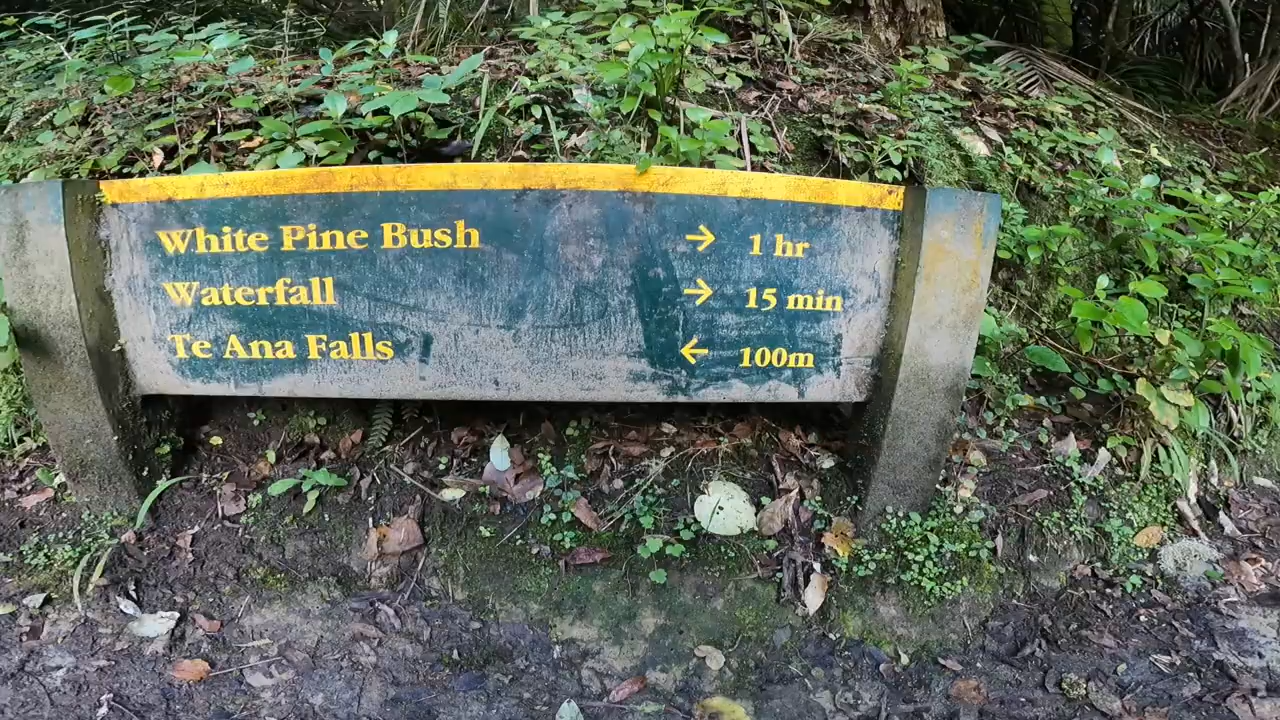 White Pine Bush → 1 hr
Waterfall → 15 min
Te Ana Falls ← 100m